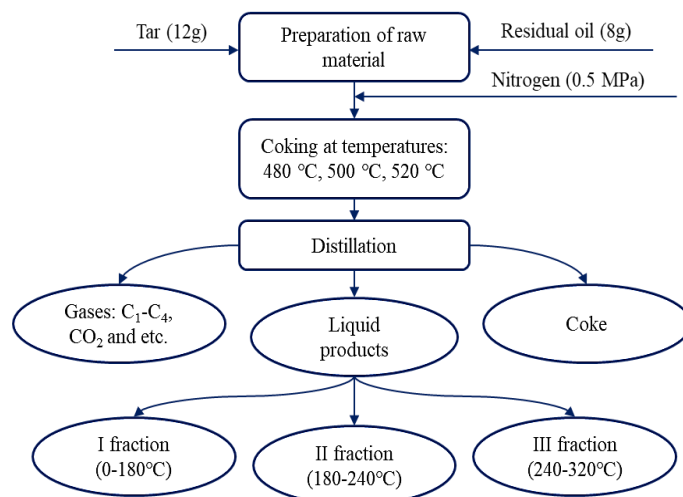 Tar (12g)
Preparation of raw
material
Residual oil (8g)
Nitrogen (0.5 MPa)
Coking at temperatures:
480 ℃, 500 ℃, 520 ℃
Distillation
Gases: C₁-C₄,
CO₂ and etc.
Liquid
products
Coke
I fraction
(0-180℃)
II fraction
(180-240℃)
III fraction
(240-320℃)